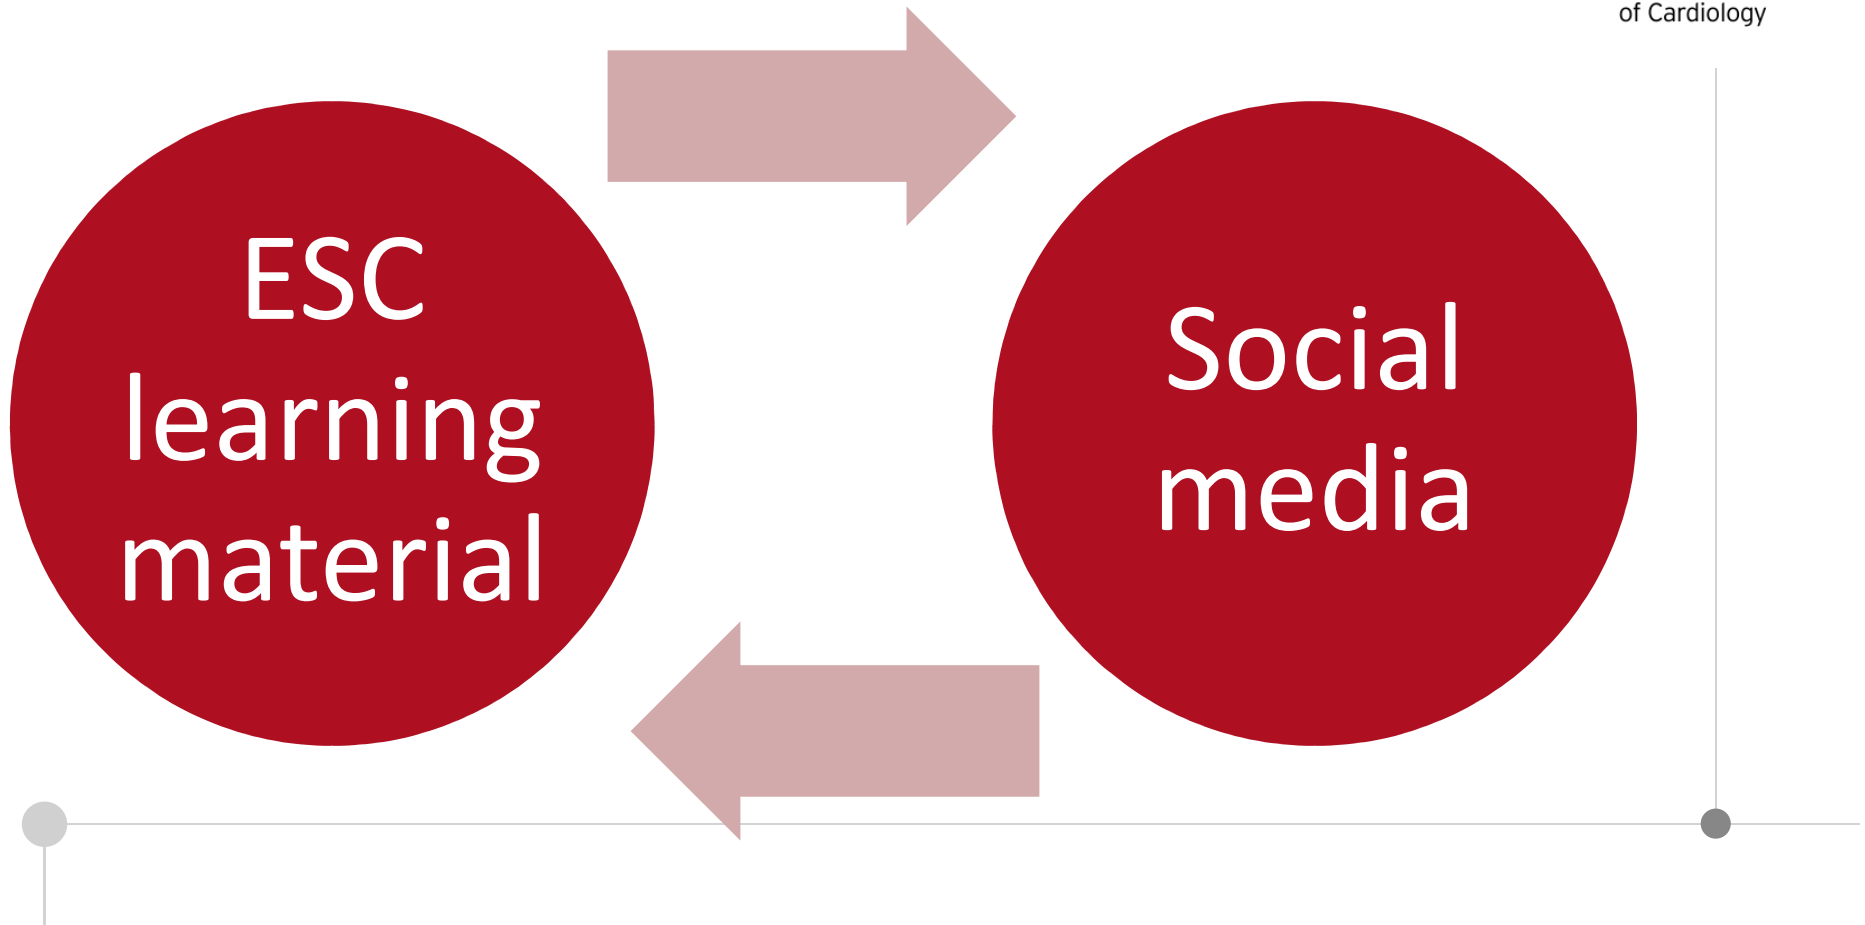 of Cardiology
ESC
learning
material
Social
media